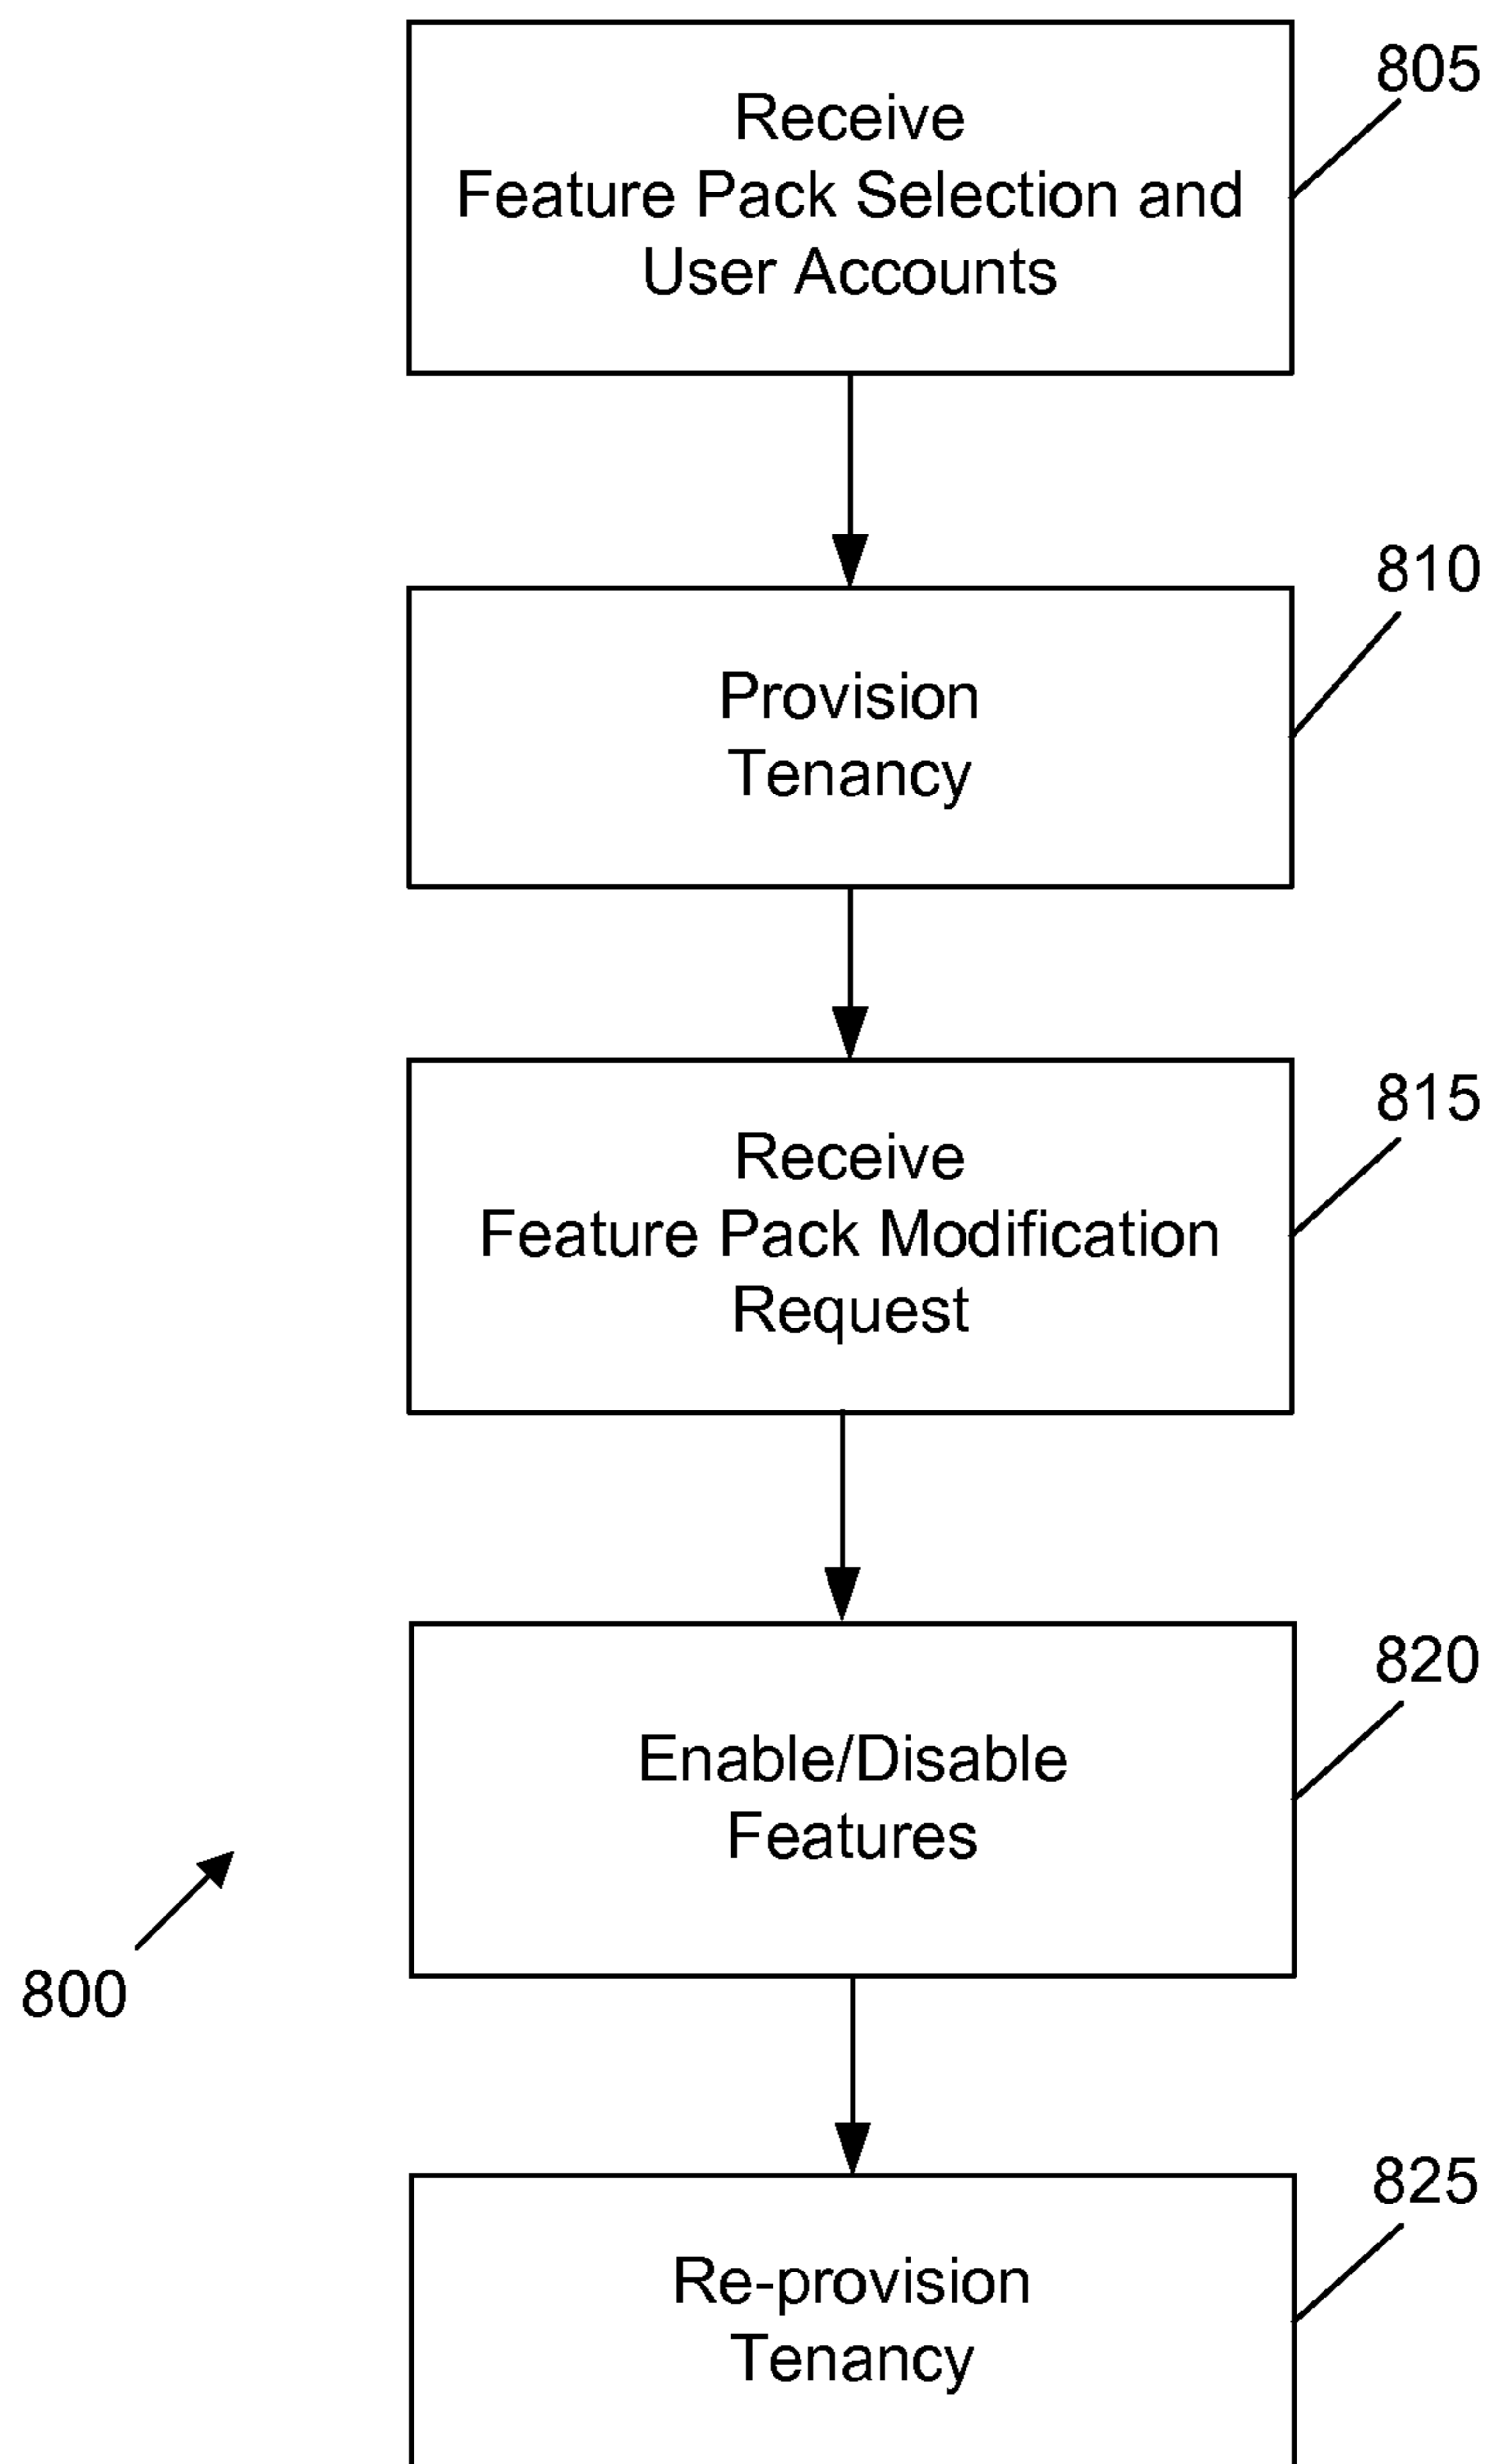 Receive
Feature Pack Selection and
User Accounts
805
Provision
Tenancy
810
Receive
Feature Pack Modification
Request
815
Enable/Disable
Features
820
800
Re-provision
Tenancy
825